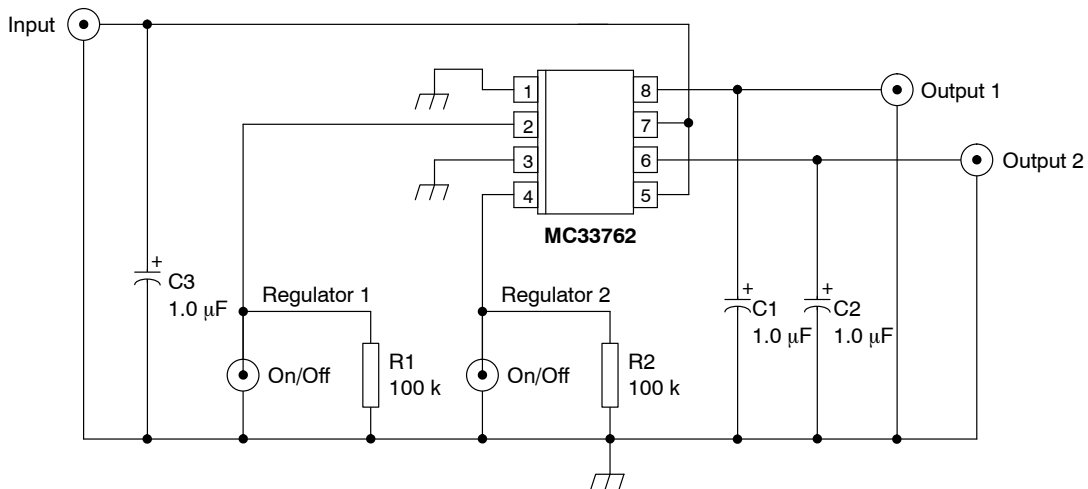 Input
1
8
Output 1
2
7
3
6
Output 2
4
5
MC33762
+
C3
1.0 μF
Regulator 1
Regulator 2
+
C1
1.0 μF
+
C2
1.0 μF
On/Off
R1
100 k
On/Off
R2
100 k